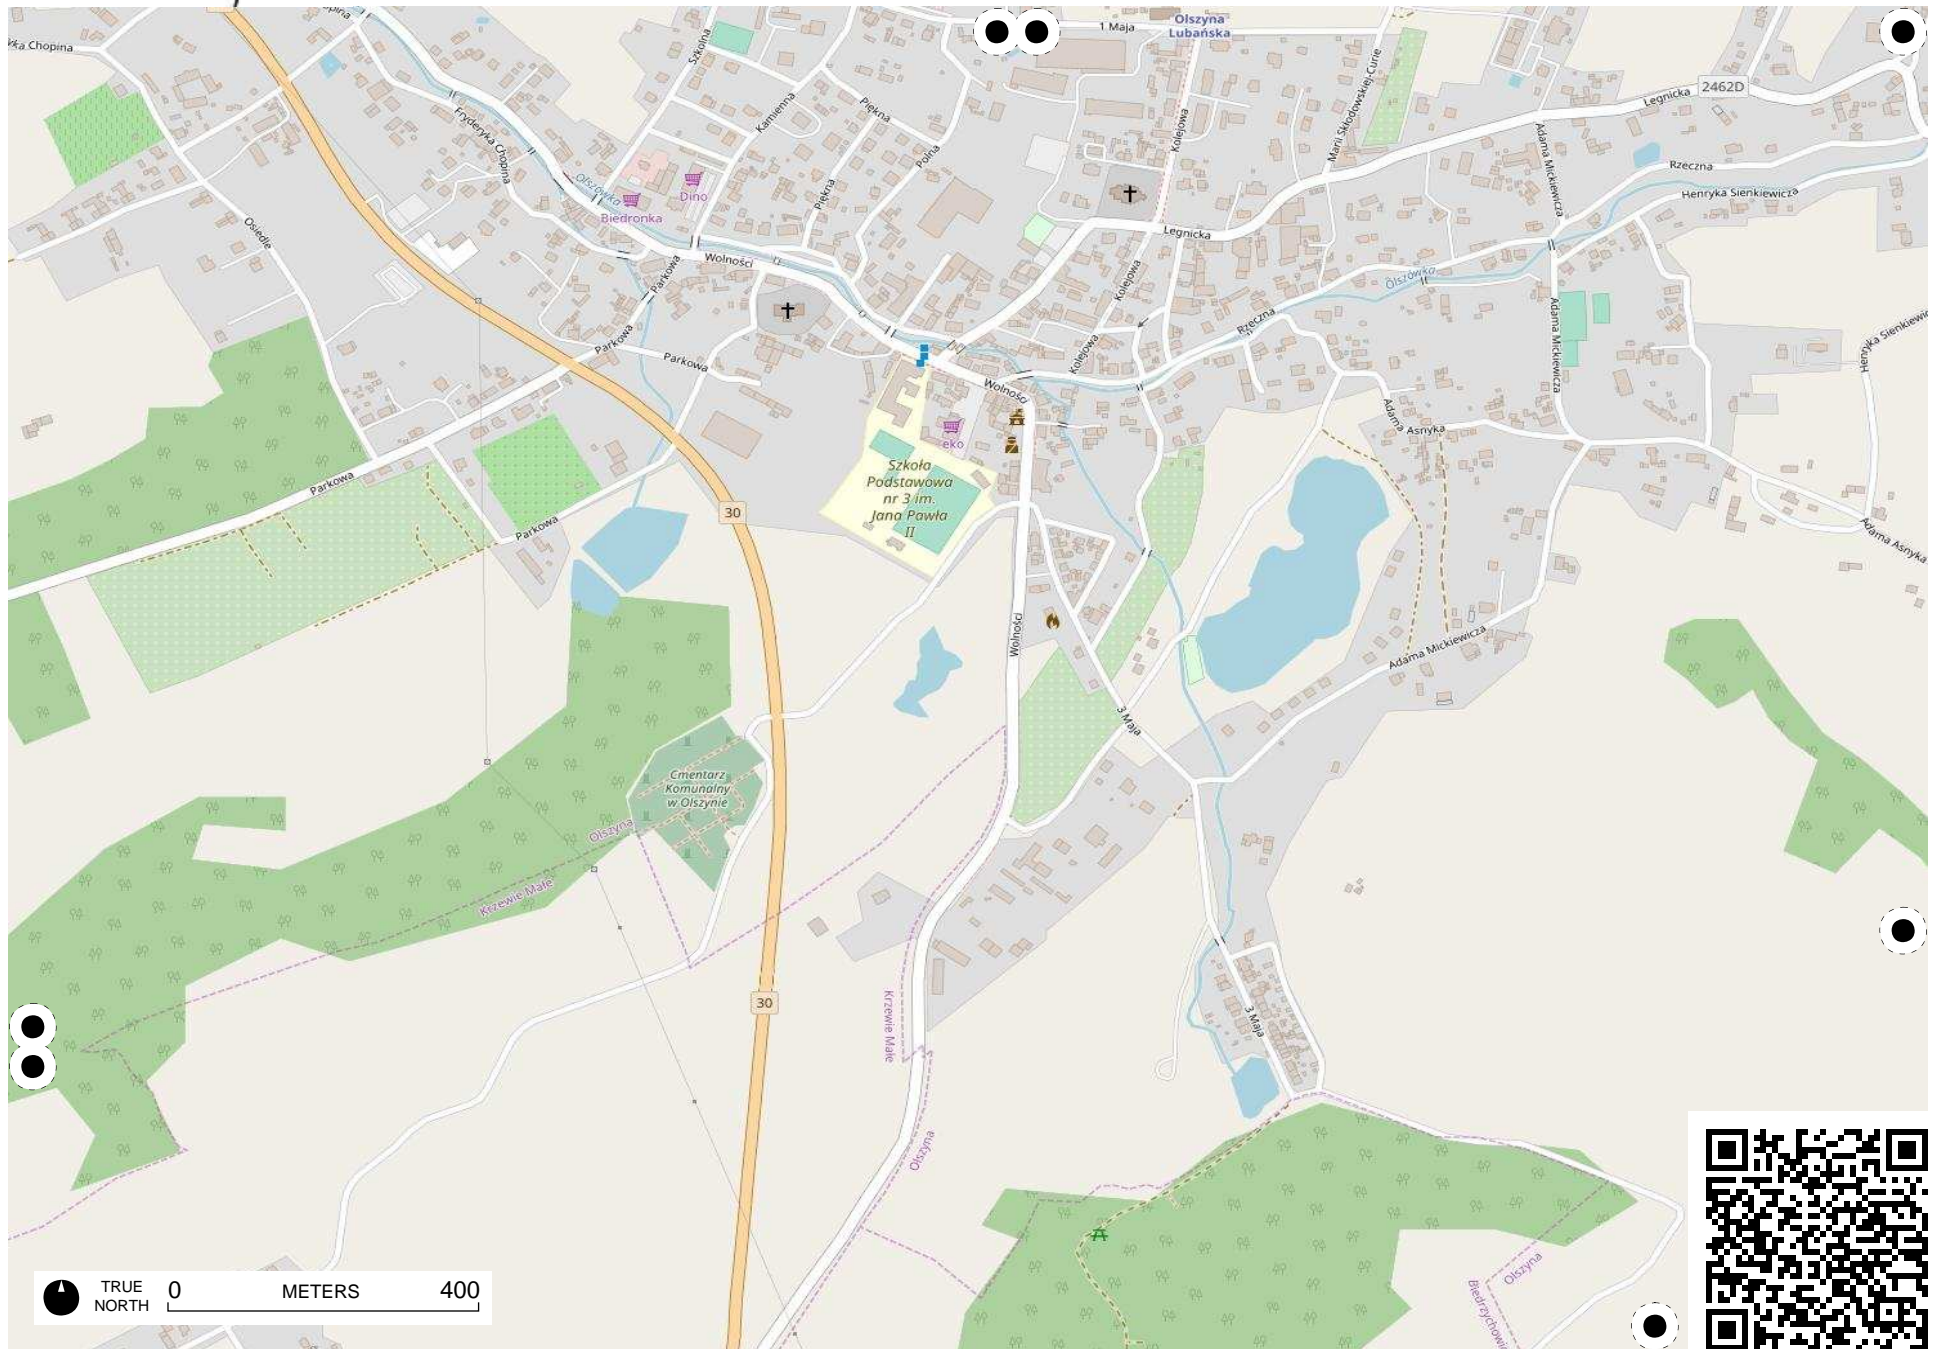 1 Maja
Olszyna
Lubańska
ka Chopina
Szkolna
Legnicka
2462D
Fryderyka Chopina
Kamienna
Piękna
Polna
Kolejowa
Marii Skłodowskiej-Curie
Adama Mickiewicza
Rzeczna
Henryka Sienkiewicza
Olszówka
Dino
Biedronka
Piękna
Osiedle
Legnicka
Wolności
Parkowa
Kolejowa
Olszówka
Parkowa
Parkowa
Rzeczna
Kolejowa
Adama Mickiewicza
Henryka Sienkiewic
Wolności
eko
Adama Asnyka
Parkowa
Szkoła
Podstawowa
nr 3 im.
Jana Pawła
II
30
Parkowa
Adama Asnyka
Wolności
Adama Mickiewicza
3 Maja
Cmentarz
Komunalny
w Olszynie
Olszyna
Krzewie Małe
30
Krzewie Małe
3 Maja
Olszyna
Olszyna
Biedrzychowi
TRUE
NORTH
0 METERS 400